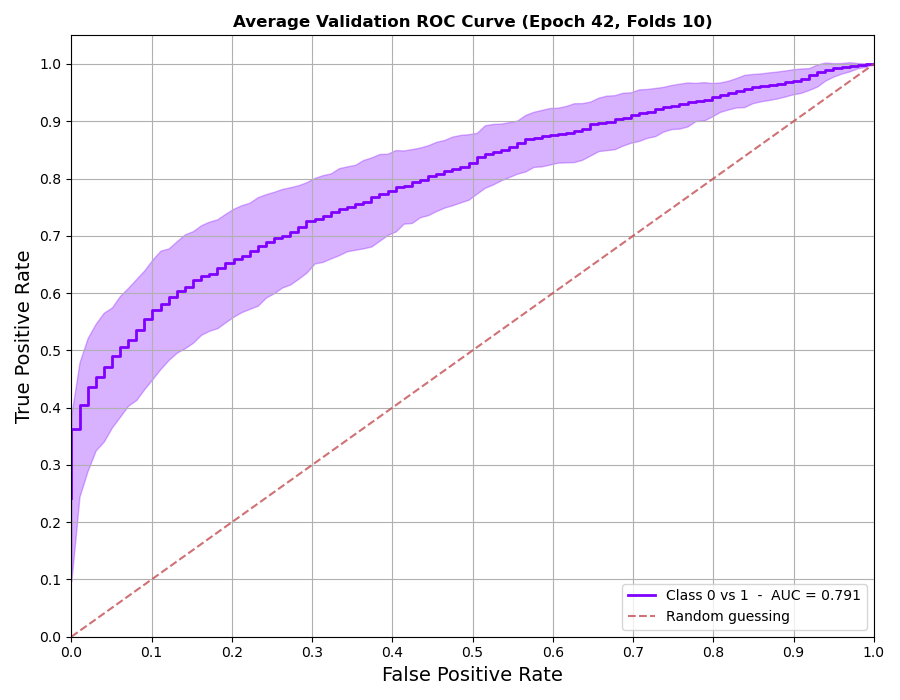 Average Validation ROC Curve (Epoch 42, Folds 10)
True Positive Rate
1.0
0.9
0.8
0.7
0.6
0.5
0.4
0.3
0.2
0.1
0.0
Class 0 vs 1 - AUC = 0.791
Random guessing
0.0 0.1 0.2 0.3 0.4 0.5 0.6 0.7 0.8 0.9 1.0
False Positive Rate